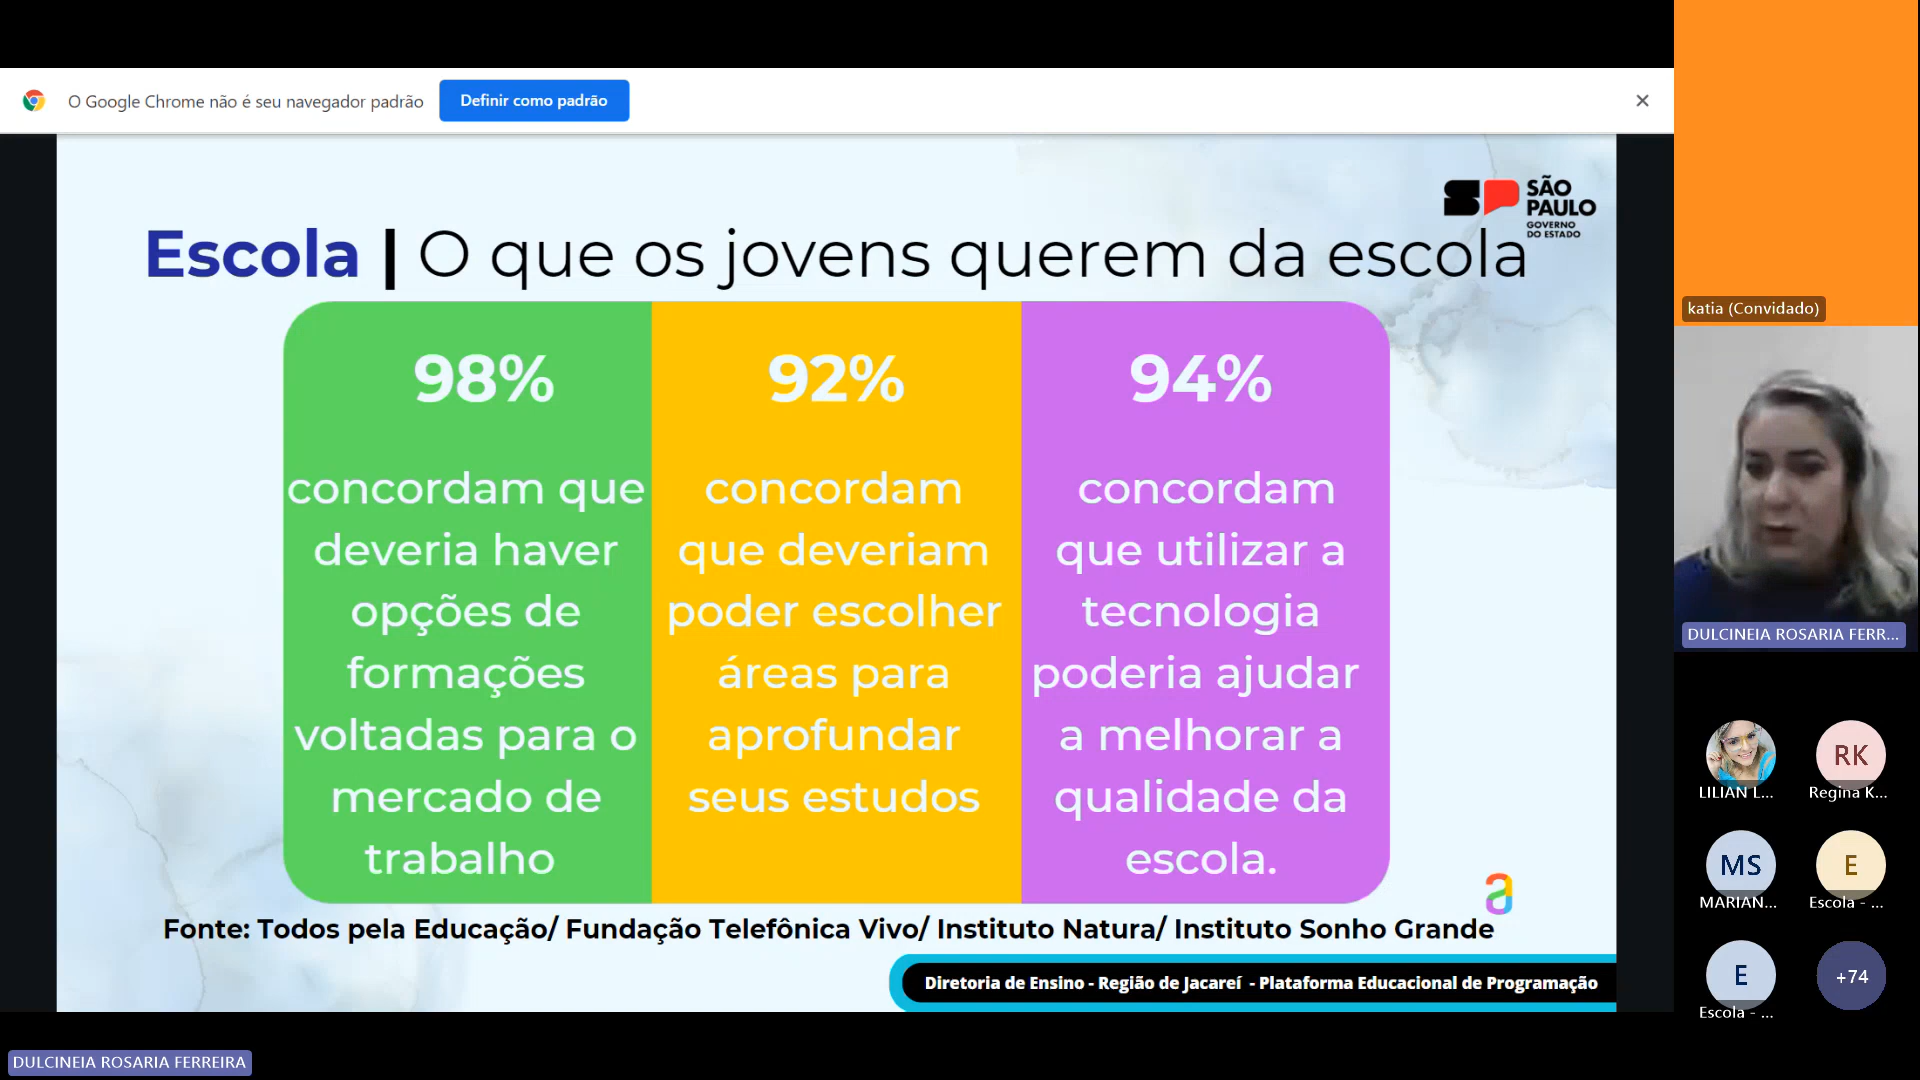 O Google Chrome não é seu navegador padrão
Definir como padrão
SP
SÃO
PAULO
GOVERNO
DO ESTADO
Escola | O que os jovens querem da escola
98%
concordam que
deveria haver
opções de
formações
voltadas para o
mercado de
trabalho
92%
concordam
que deveriam
poder escolher
áreas para
aprofundar
seus estudos
94%
concordam
que utilizar a
tecnologia
poderia ajudar
a melhorar a
qualidade da
escola.
a
Fonte: Todos pela Educação/ Fundação Telefônica Vivo/ Instituto Natura/ Instituto Sonho Grande
Diretoria de Ensino - Região de Jacareí - Plataforma Educacional de Programação
DULCINEIA ROSARIA FERREIRA
katia (Convidado)
DULCINEIA ROSARIA FERR...
LILIAN L...
RK
Regina K...
MS
MARIAN...
E
Escola - ...
E
Escola - ...
+74